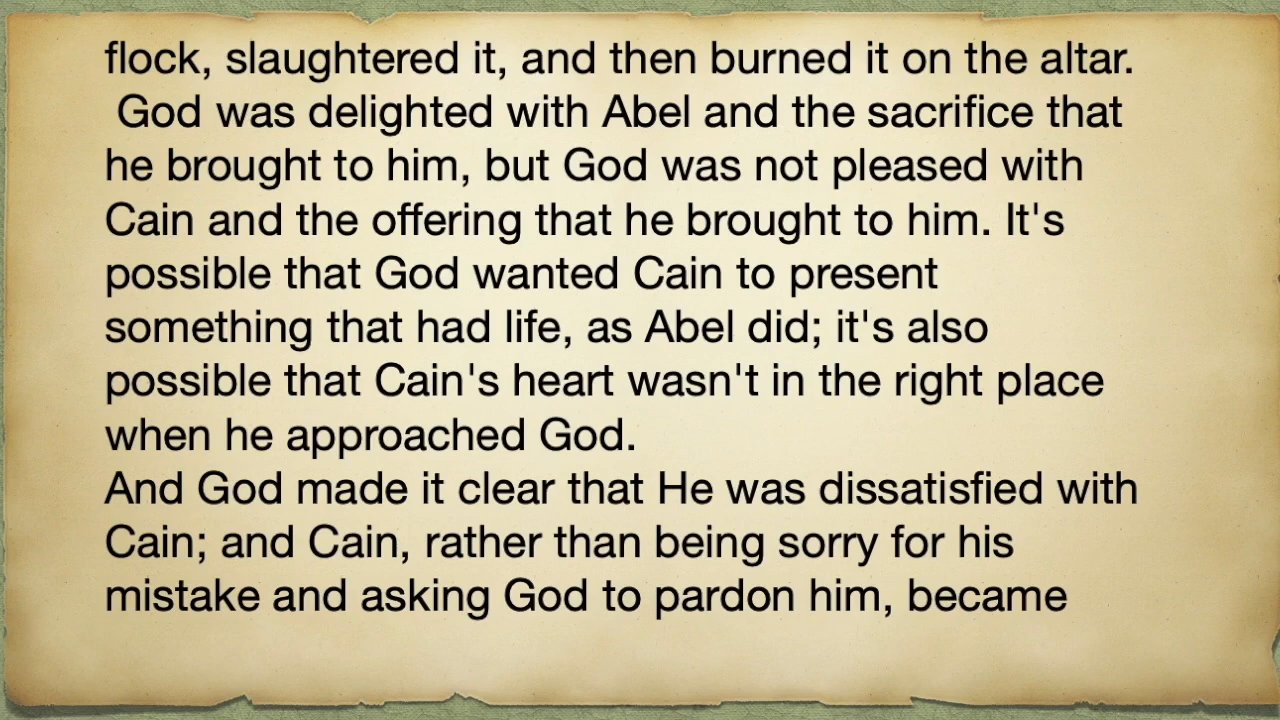 flock, slaughtered it, and then burned it on the altar.
God was delighted with Abel and the sacrifice that
he brought to him, but God was not pleased with
Cain and the offering that he brought to him. It's
possible that God wanted Cain to present
something that had life, as Abel did; it's also
possible that Cain's heart wasn't in the right place
when he approached God.
And God made it clear that He was dissatisfied with
Cain; and Cain, rather than being sorry for his
mistake and asking God to pardon him, became